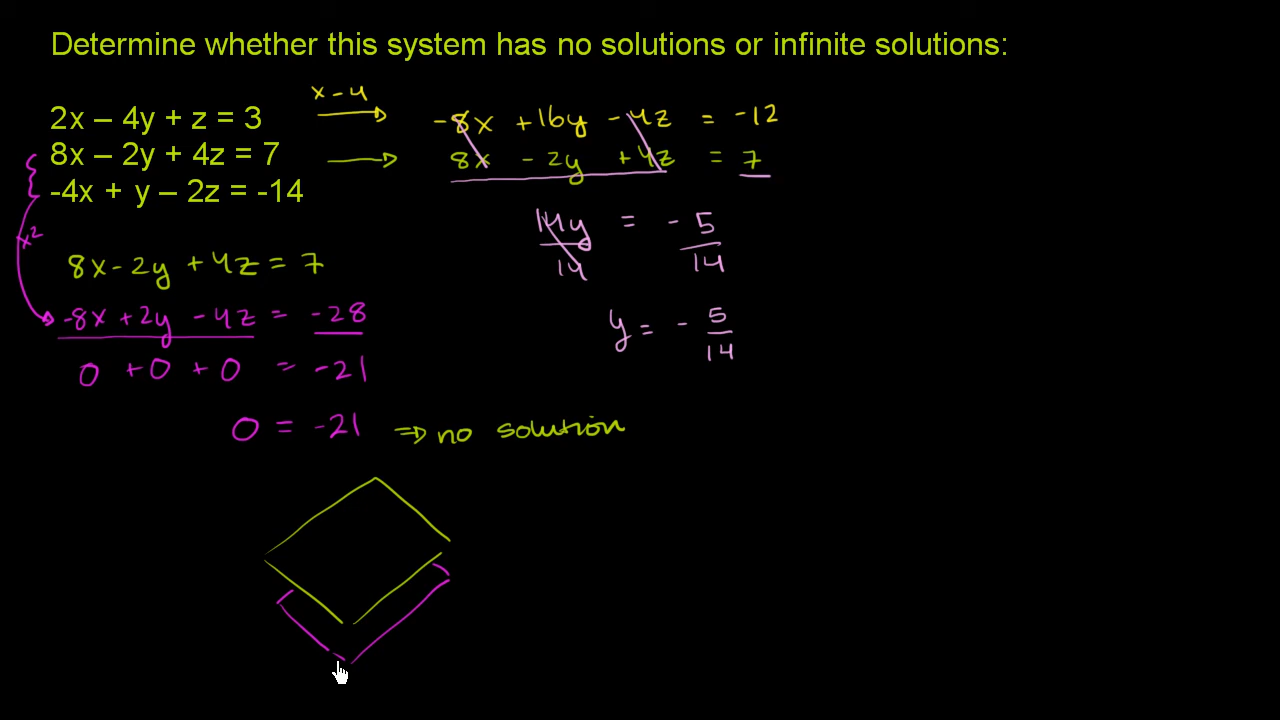 Determine whether this system has no solutions or infinite solutions:
2x – 4y + z = 3
8x – 2y + 4z = 7
-4x + y – 2z = -14
x -4
-8x +16y -4z = -12
8x - 2y +4z = 7
14y = - 5
14 14
y = - 5
14
x2
8x-2y +4z = 7
-8x +2y -4z = -28
0 +0 +0 = -21
0 = -21 ⇒ no solution